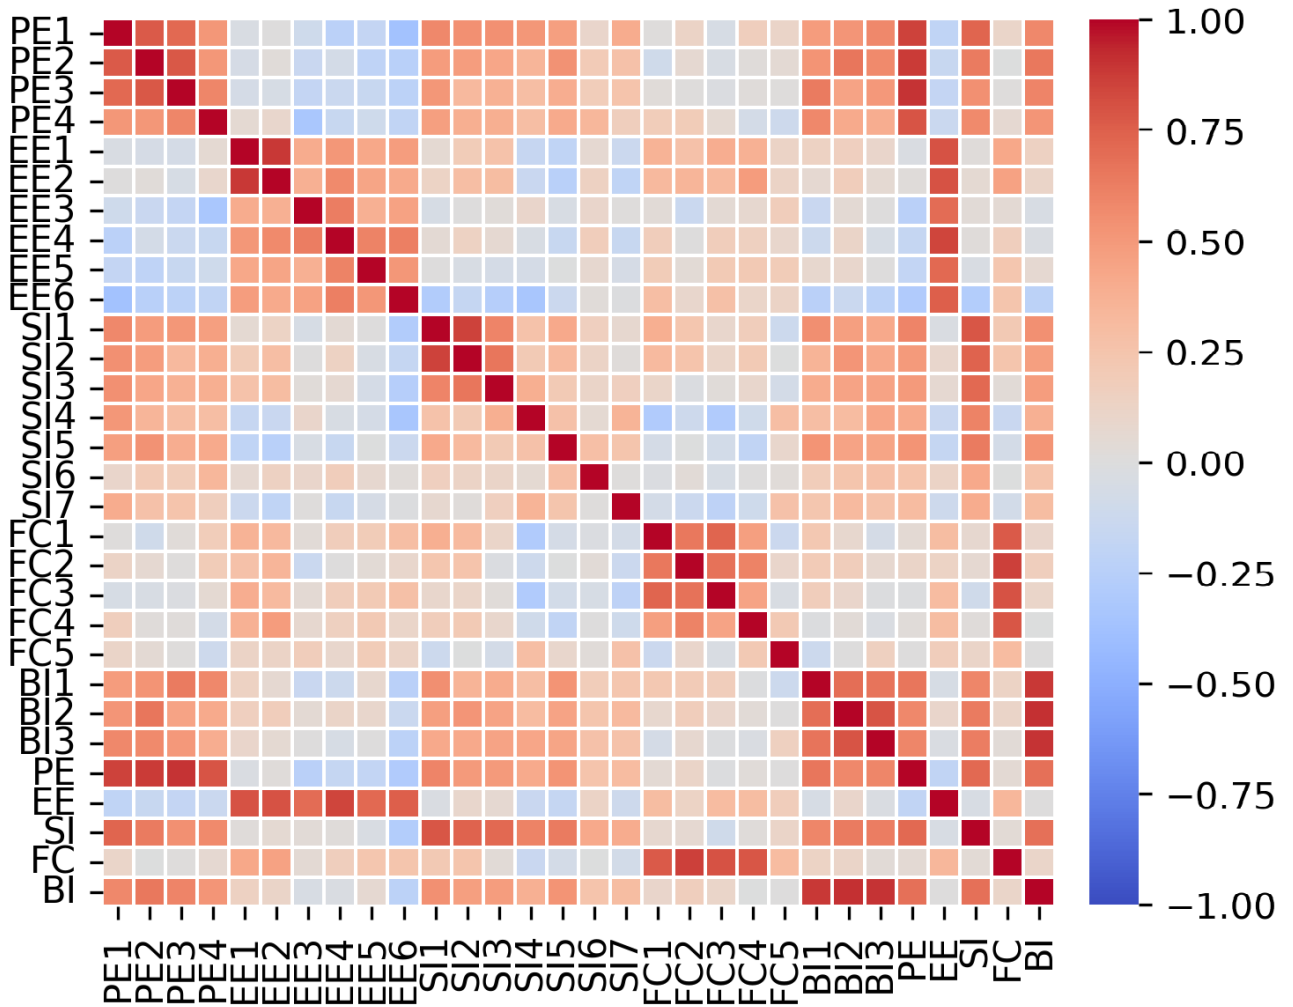 PE1
PE2
PE3
PE4
EE1
EE2
EE3
EE4
EE5
EE6
SI1
SI2
SI3
SI4
SI5
SI6
SI7
FC1
FC2
FC3
FC4
FC5
BI1
BI2
BI3
PE
EE
SI
FC
BI
PE1 PE2 PE3 PE4 EE1 EE2 EE3 EE4 EE5 EE6 SI1 SI2 SI3 SI4 SI5 SI6 SI7 FC1 FC2 FC3 FC4 FC5 BI1 BI2 BI3 PE EE SI FC BI
1.00
0.75
0.50
0.25
0.00
−0.25
−0.50
−0.75
−1.00